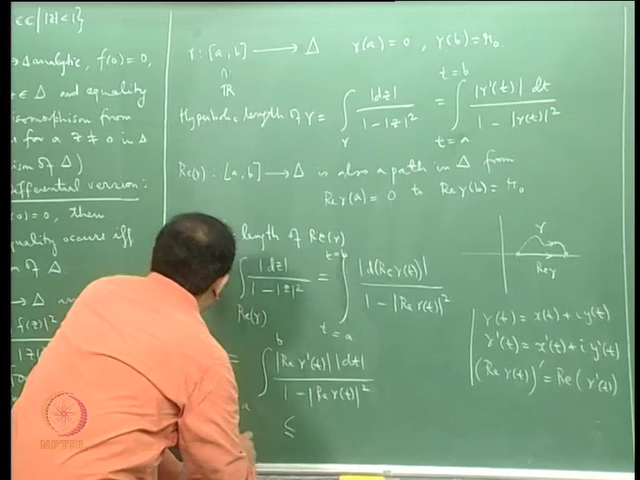 ∈ ℂ | |z| < 1}
→ Δ analytic, f(0) = 0,
z ∈ Δ and equality
isomorphism from
for a z ≠ 0 in Δ
ism of Δ)
differential version:
(0) = 0, then
quality occurs iff
m of Δ.
→ Δ an
|f(z)|²
γ : [a, b] ⟶ Δ γ(a) = 0 , γ(b) = r₀.
∩
ℝ
Hyperbolic length of γ = ∫_γ |dz| / (1 - |z|²) = ∫_{t=a}^{t=b} |γ'(t)| dt / (1 - |γ(t)|²)
Re(γ) : [a, b] ⟶ Δ is also a path in Δ from
Re γ(a) = 0 to Re γ(b) = r₀.
length of Re(γ)
∫_{Re(γ)} |dz| / (1 - |z|²) = ∫_{t=a}^{t=b} |d(Re γ(t))| / (1 - |Re γ(t)|²)
= ∫_a^b |Re γ'(t)| |dt| / (1 - |Re γ(t)|²)
≤
γ
Re γ
γ(t) = x(t) + i y(t)
γ'(t) = x'(t) + i y'(t)
(Re γ(t))' = Re(γ'(t))
NPTEL